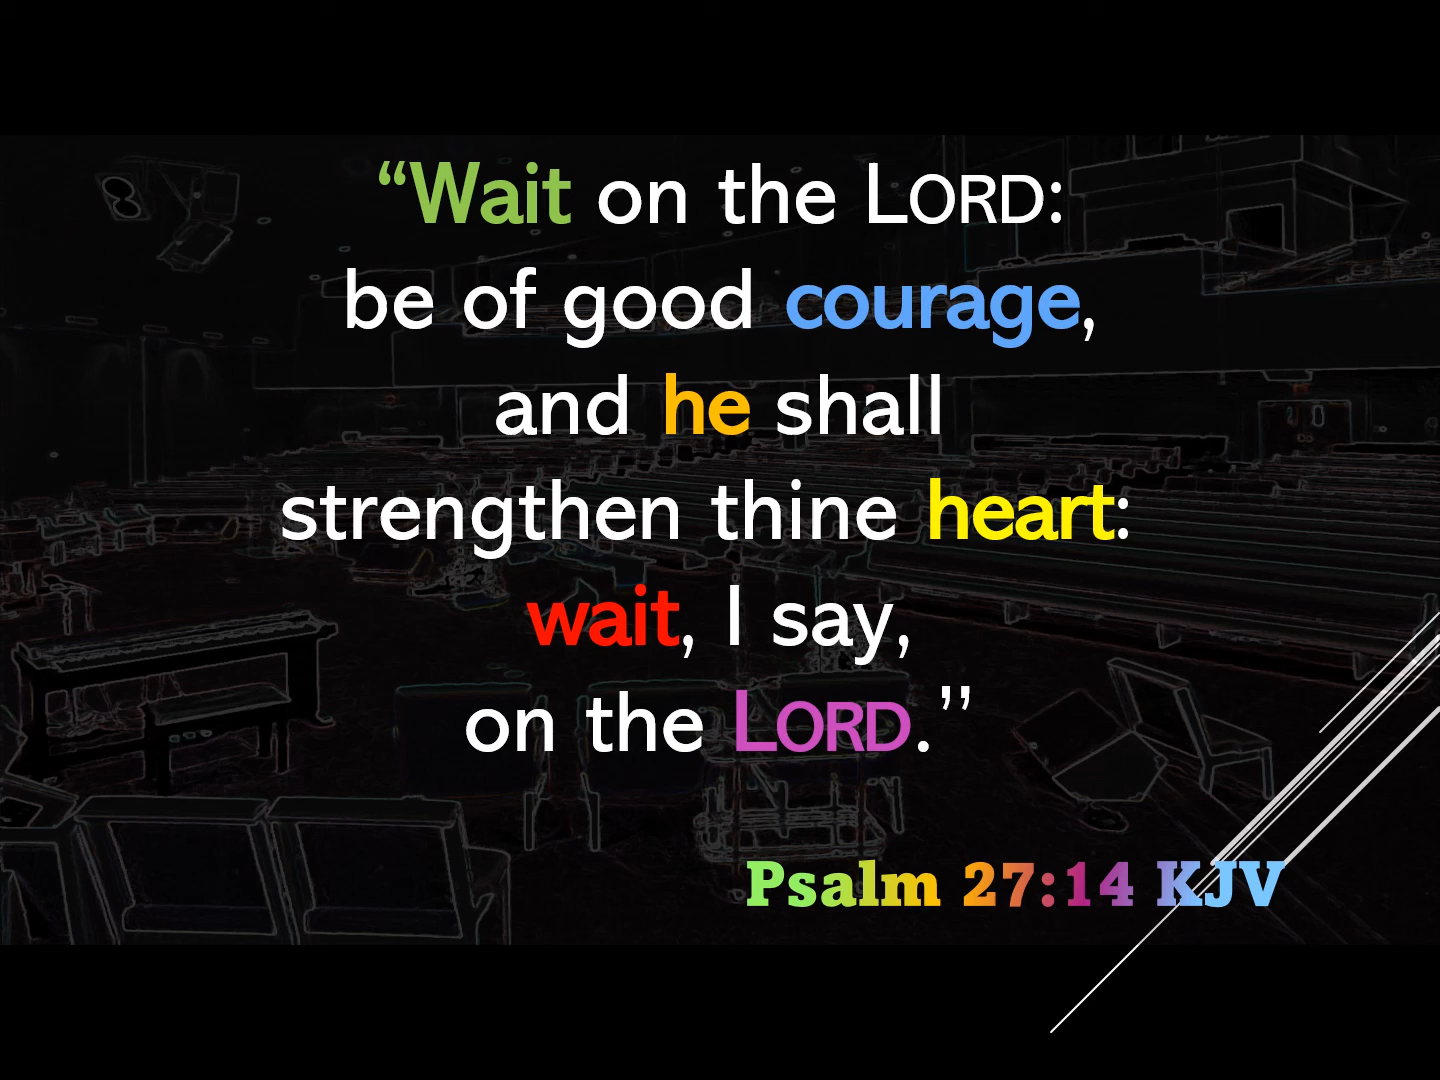 “Wait on the LORD:
be of good courage,
and he shall
strengthen thine heart:
wait, I say,
on the LORD.”
Psalm 27:14 KJV